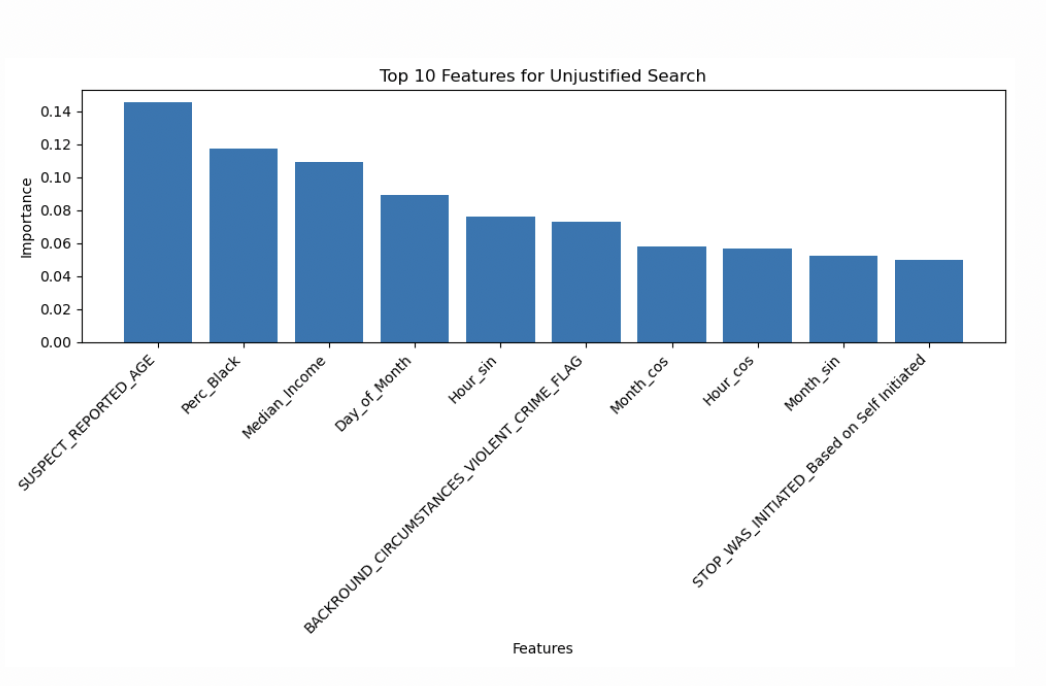 Top 10 Features for Unjustified Search
Importance
0.14
0.12
0.10
0.08
0.06
0.04
0.02
0.00
SUSPECT_REPORTED_AGE
Perc_Black
Median_Income
Day_of_Month
Hour_sin
BACKROUND_CIRCUMSTANCES_VIOLENT_CRIME_FLAG
Month_cos
Hour_cos
Month_sin
STOP_WAS_INITIATED_Based on Self Initiated
Features